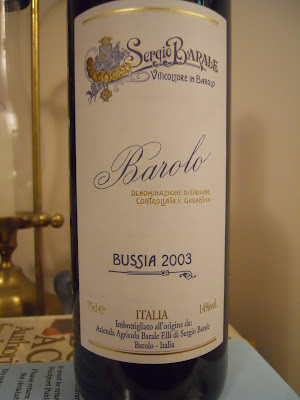 Sergio Barale
Viticoltore in Barolo
Barolo
Denominazione di Origine
Controllata e Garantita
BUSSIA 2003
ITALIA
75cl e
14%vol.
Imbottigliato all'origine da:
Azienda Agricola Barale F.lli di Sergio Barale
Barolo - Italia